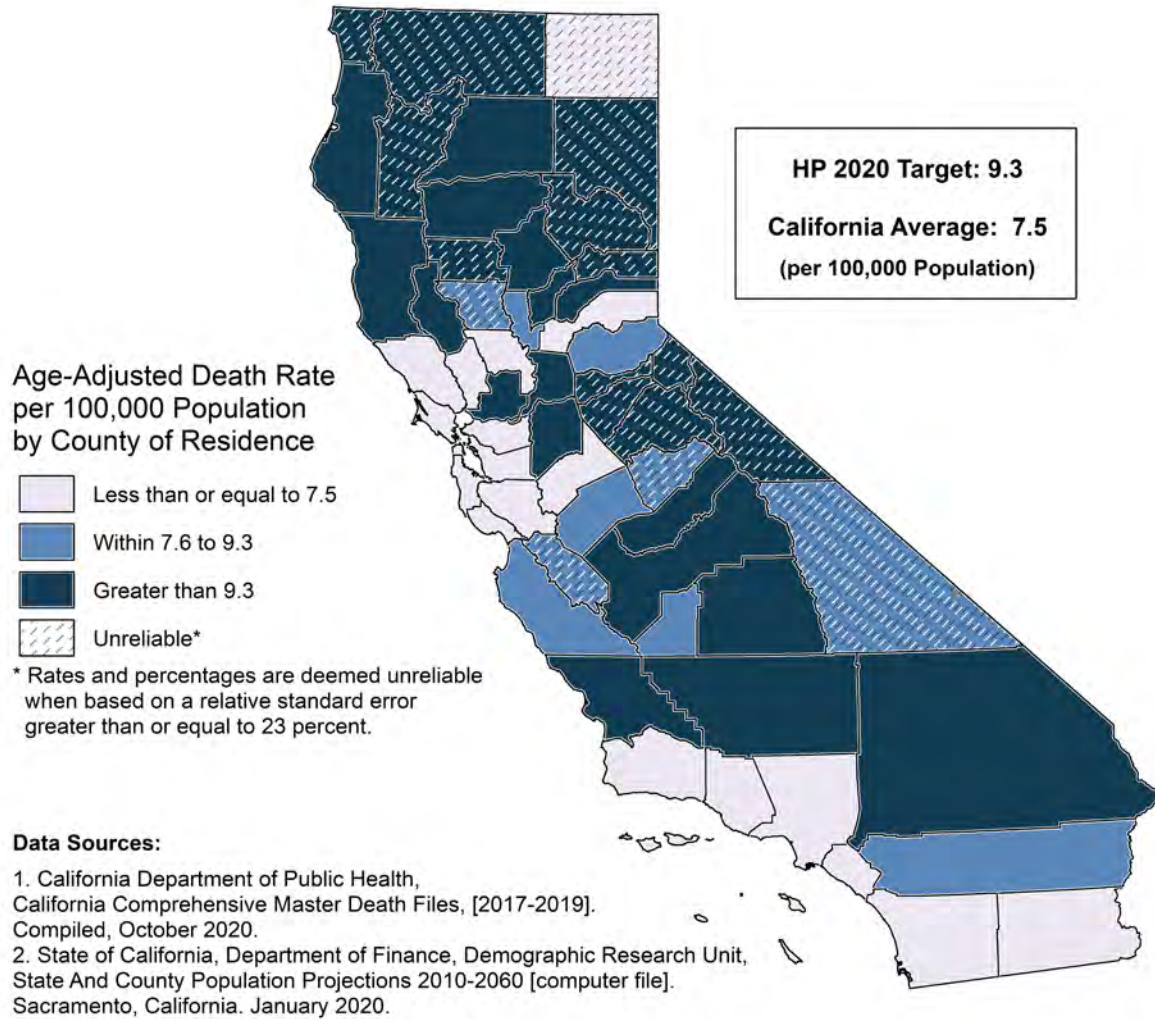 HP 2020 Target: 9.3
California Average: 7.5
(per 100,000 Population)
Age-Adjusted Death Rate
per 100,000 Population
by County of Residence
Less than or equal to 7.5
Within 7.6 to 9.3
Greater than 9.3
Unreliable*
* Rates and percentages are deemed unreliable
when based on a relative standard error
greater than or equal to 23 percent.
Data Sources:
1. California Department of Public Health,
California Comprehensive Master Death Files, [2017-2019].
Compiled, October 2020.
2. State of California, Department of Finance, Demographic Research Unit,
State And County Population Projections 2010-2060 [computer file].
Sacramento, California. January 2020.